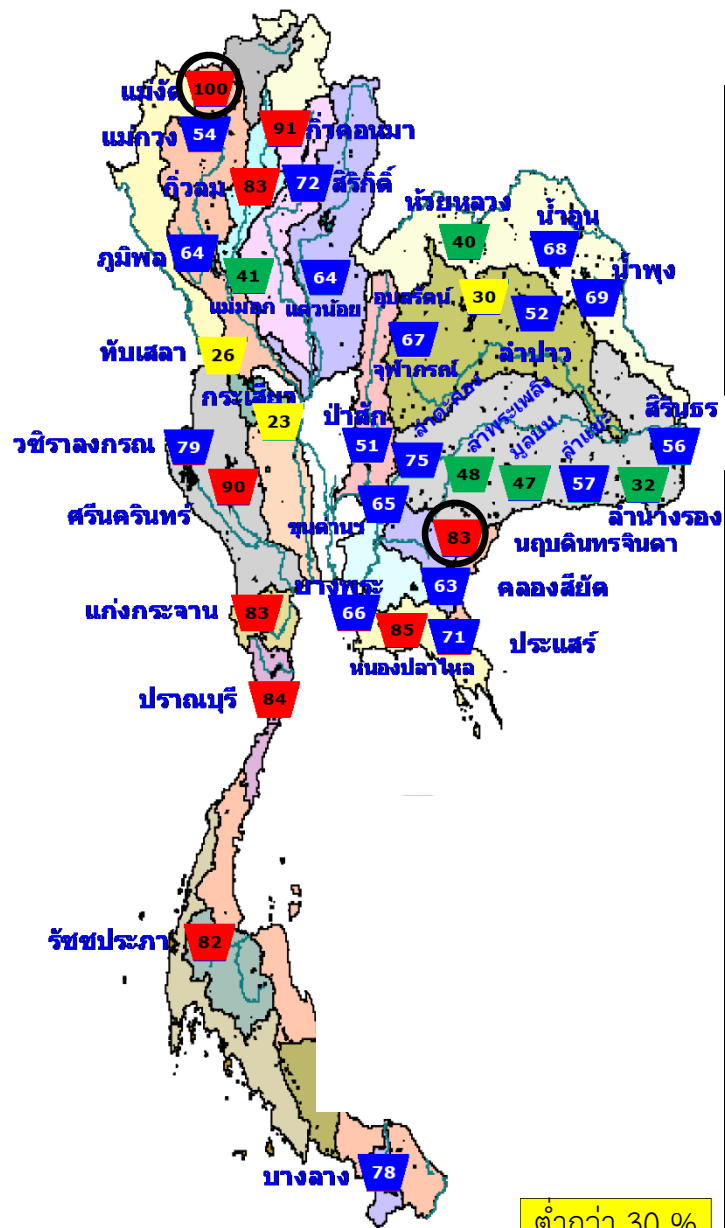 แม่งัด 100
แม่กวง 54
91 กิ่วคอหมา
กิ่วลม 83
72 สิริกิติ์
ห้วยหลวง 40
น้ำอูน 68
น้ำพุง 69
ภูมิพล 64
41 แม่มอก
64 แควน้อย
อุบลรัตน์ 30
52 ลำปาว
67 จุฬาภรณ์
ทับเสลา 26
กระเสียว 23
ป่าสัก 51
ลำตะคอง 75
ลำพระเพลิง 48
มูลบน 47
ลำแชะ 57
สิรินธร 56
32 ลำนางรอง
วชิราลงกรณ 79
90
ศรีนครินทร์
65 ขุนด่านฯ
83 นฤบดินทรจินดา
บางพระ 66
63 คลองสียัด
แก่งกระจาน 83
85 หนองปลาไหล
71 ประแสร์
ปราณบุรี 84
รัชชประภา 82
บางลาง 78
ต่ำกว่า 30 %